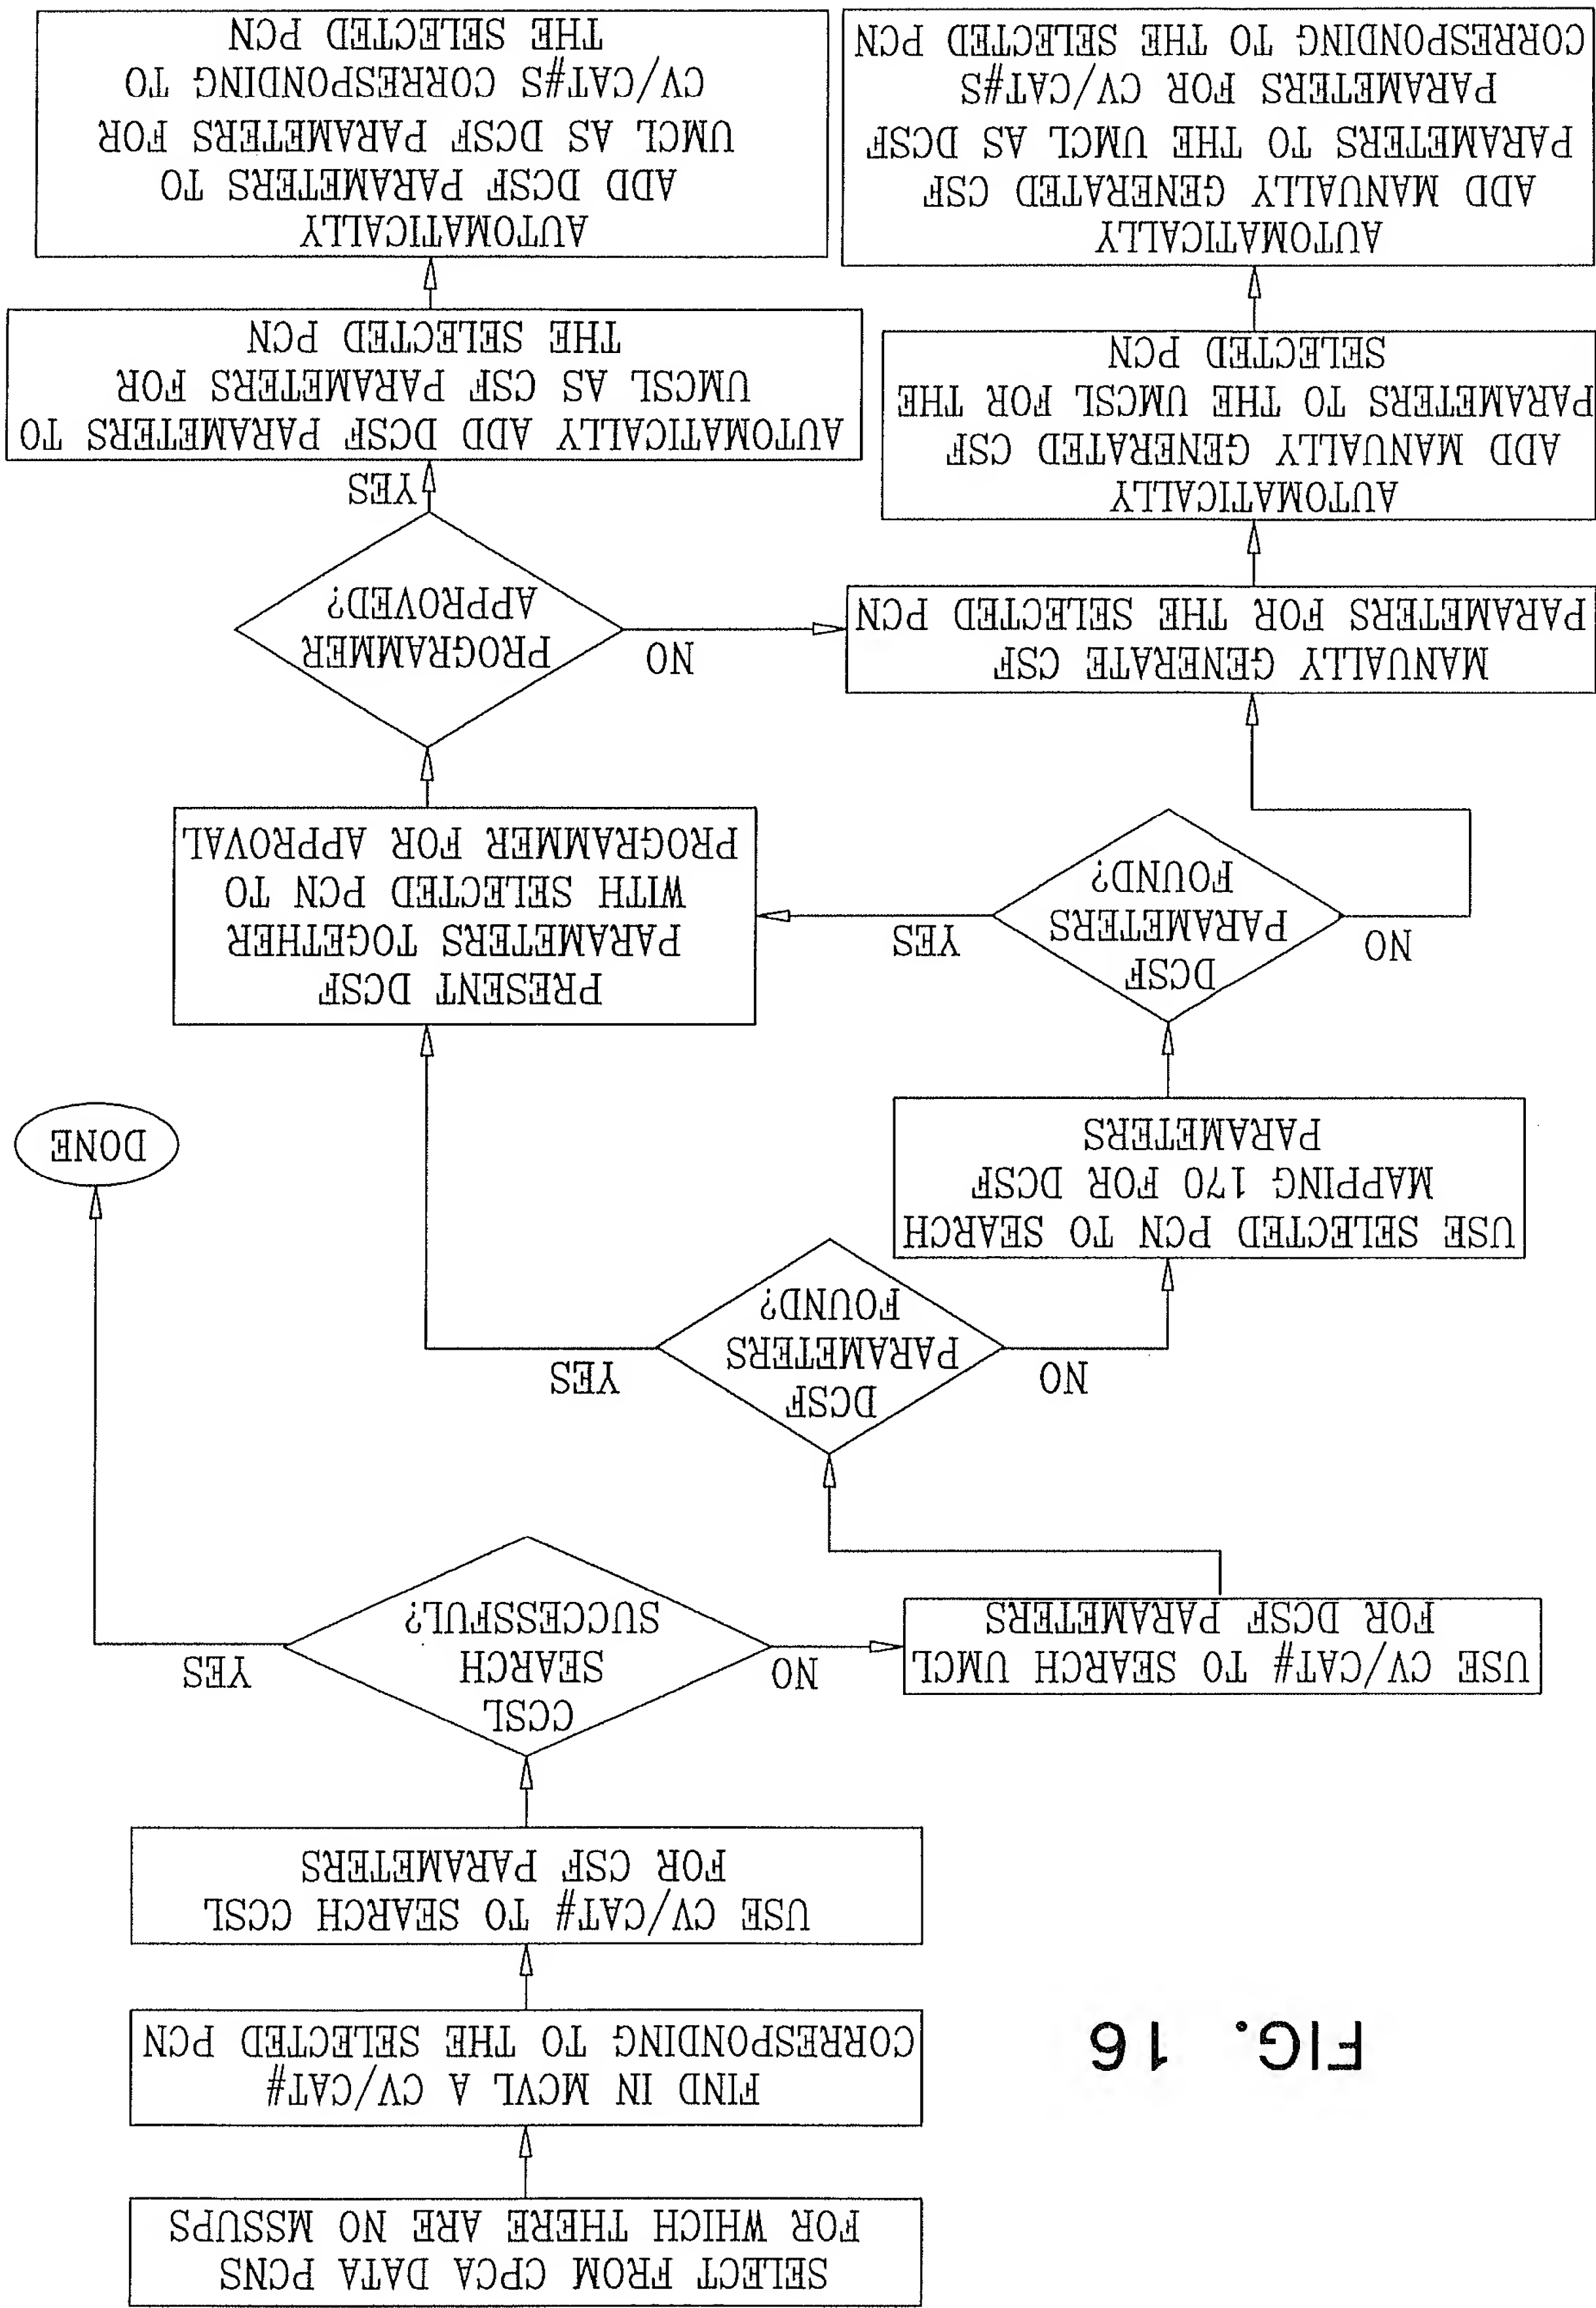 FIG. 16
SELECT FROM CPCA DATA PCNS
FOR WHICH THERE ARE NO MSSUPS
FIND IN MCVL A CV/CAT#
CORRESPONDING TO THE SELECTED PCN
USE CV/CAT# TO SEARCH CCSL
FOR CSF PARAMETERS
CCSL
SEARCH
SUCCESSFUL?
NO
YES
DONE
USE CV/CAT# TO SEARCH UMCL
FOR DCSF PARAMETERS
DCSF
PARAMETERS
FOUND?
NO
YES
USE SELECTED PCN TO SEARCH
MAPPING 170 FOR DCSF
PARAMETERS
DCSF
PARAMETERS
FOUND?
NO
YES
PRESENT DCSF
PARAMETERS TOGETHER
WITH SELECTED PCN TO
PROGRAMMER FOR APPROVAL
MANUALLY GENERATE CSF
PARAMETERS FOR THE SELECTED PCN
PROGRAMMER
APPROVED?
NO
YES
AUTOMATICALLY
ADD MANUALLY GENERATED CSF
PARAMETERS TO THE UMCSL FOR THE
SELECTED PCN
AUTOMATICALLY ADD DCSF PARAMETERS TO
UMCSL AS CSF PARAMETERS FOR
THE SELECTED PCN
AUTOMATICALLY
ADD MANUALLY GENERATED CSF
PARAMETERS TO THE UMCL AS DCSF
PARAMETERS FOR CV/CAT#S
CORRESPONDING TO THE SELECTED PCN
AUTOMATICALLY
ADD DCSF PARAMETERS TO
UMCL AS DCSF PARAMETERS FOR
CV/CAT#S CORRESPONDING TO
THE SELECTED PCN